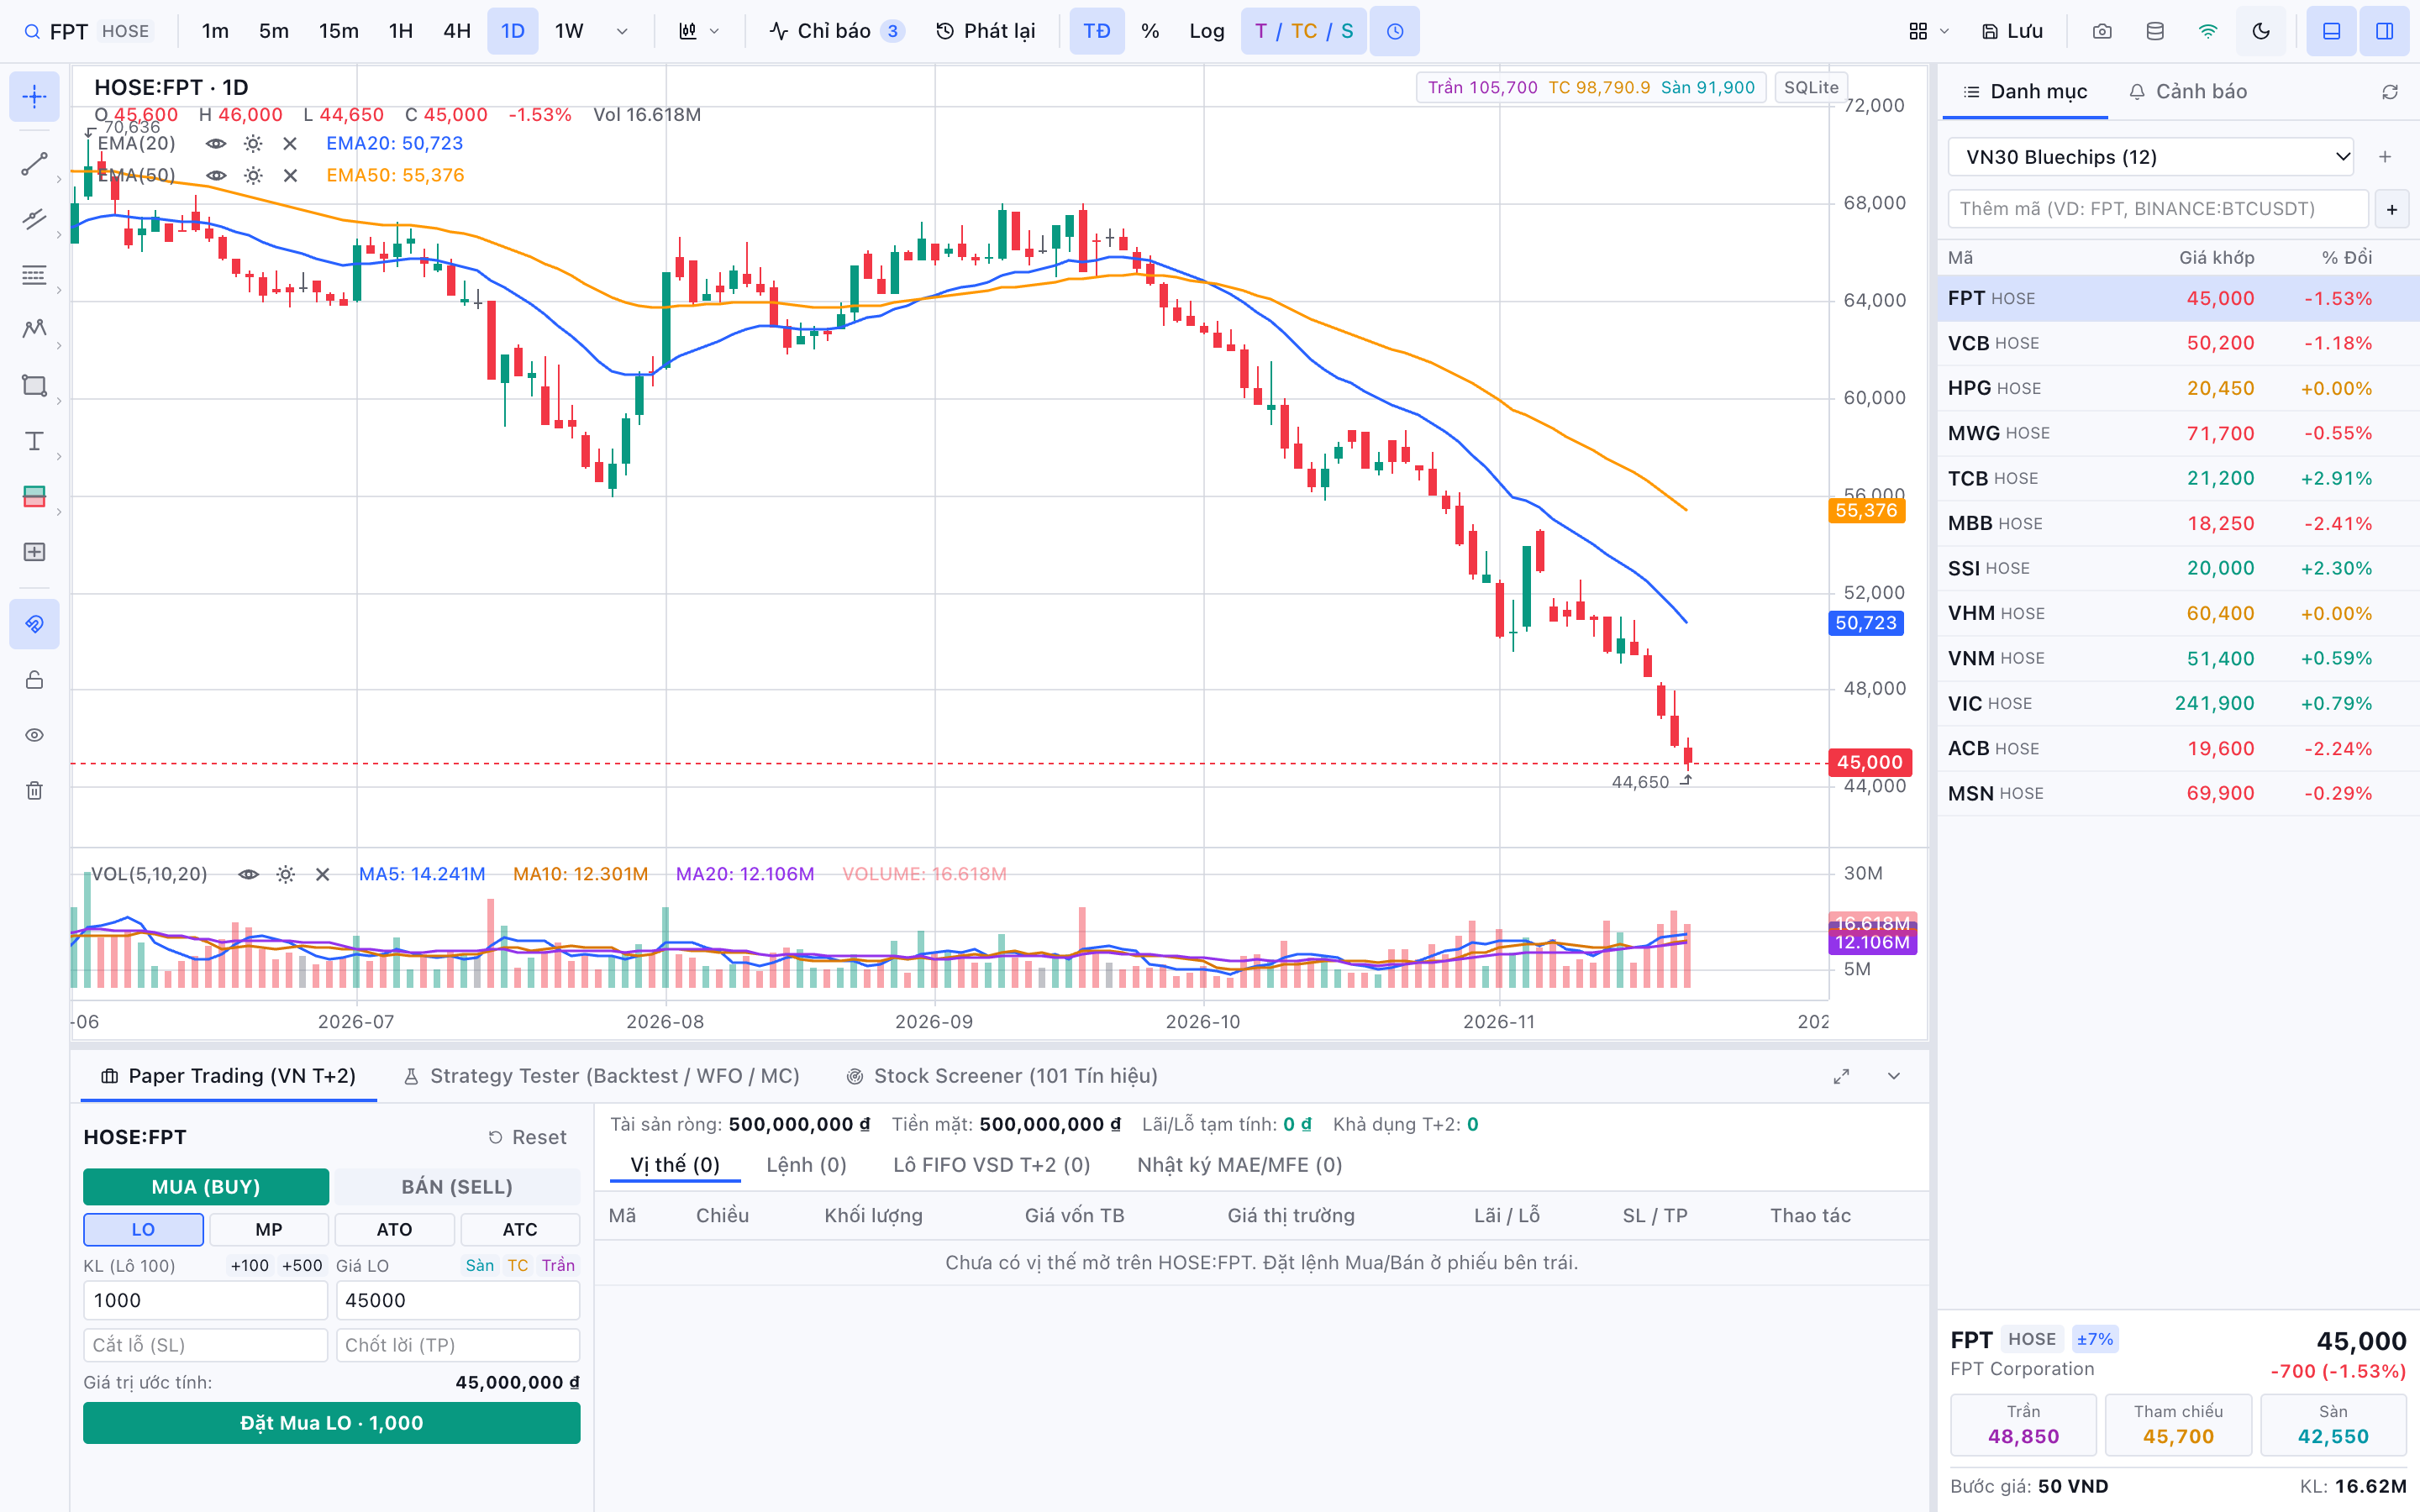 FPT HOSE 1m 5m 15m 1H 4H 1D 1W Chỉ báo 3 Phát lại TĐ % Log T / TC / S Lưu
HOSE:FPT · 1D
Trần 105,700 TC 98,790.9 Sàn 91,900 SQLite
O 45,600 H 46,000 L 44,650 C 45,000 -1.53% Vol 16.618M
70,636
EMA(20) EMA20: 50,723
EMA(50) EMA50: 55,376
72,000
68,000
64,000
60,000
56,000
55,376
52,000
50,723
48,000
45,000
44,650
44,000
VOL(5,10,20) MA5: 14.241M MA10: 12.301M MA20: 12.106M VOLUME: 16.618M
30M
16.618M
12.106M
5M
-06 2026-07 2026-08 2026-09 2026-10 2026-11 202
Paper Trading (VN T+2) Strategy Tester (Backtest / WFO / MC) Stock Screener (101 Tín hiệu)
HOSE:FPT Reset
MUA (BUY) BÁN (SELL)
LO MP ATO ATC
KL (Lô 100) +100 +500 Giá LO Sàn TC Trần
1000 45000
Cắt lỗ (SL) Chốt lời (TP)
Giá trị ước tính: 45,000,000 ₫
Đặt Mua LO · 1,000
Tài sản ròng: 500,000,000 ₫ Tiền mặt: 500,000,000 ₫ Lãi/Lỗ tạm tính: 0 ₫ Khả dụng T+2: 0
Vị thế (0) Lệnh (0) Lô FIFO VSD T+2 (0) Nhật ký MAE/MFE (0)
Mã Chiều Khối lượng Giá vốn TB Giá thị trường Lãi / Lỗ SL / TP Thao tác
Chưa có vị thế mở trên HOSE:FPT. Đặt lệnh Mua/Bán ở phiếu bên trái.
Danh mục Cảnh báo
VN30 Bluechips (12)
Thêm mã (VD: FPT, BINANCE:BTCUSDT) +
Mã Giá khớp % Đổi
FPT HOSE 45,000 -1.53%
VCB HOSE 50,200 -1.18%
HPG HOSE 20,450 +0.00%
MWG HOSE 71,700 -0.55%
TCB HOSE 21,200 +2.91%
MBB HOSE 18,250 -2.41%
SSI HOSE 20,000 +2.30%
VHM HOSE 60,400 +0.00%
VNM HOSE 51,400 +0.59%
VIC HOSE 241,900 +0.79%
ACB HOSE 19,600 -2.24%
MSN HOSE 69,900 -0.29%
FPT HOSE ±7% 45,000
FPT Corporation -700 (-1.53%)
Trần Tham chiếu Sàn
48,850 45,700 42,550
Bước giá: 50 VND KL: 16.62M